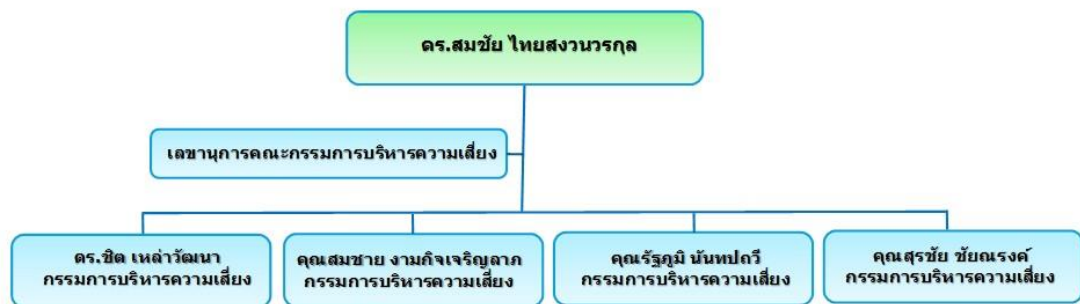 ดร.สมชัย ไทยสงวนวรกุล
เลขานุการคณะกรรมการบริหารความเสี่ยง
ดร.ชิต เหล่าวัฒนา
กรรมการบริหารความเสี่ยง
คุณสมชาย งามกิจเจริญลาภ
กรรมการบริหารความเสี่ยง
คุณรัฐภูมิ นันทปถวี
กรรมการบริหารความเสี่ยง
คุณสุรชัย ชัยณรงค์
กรรมการบริหารความเสี่ยง